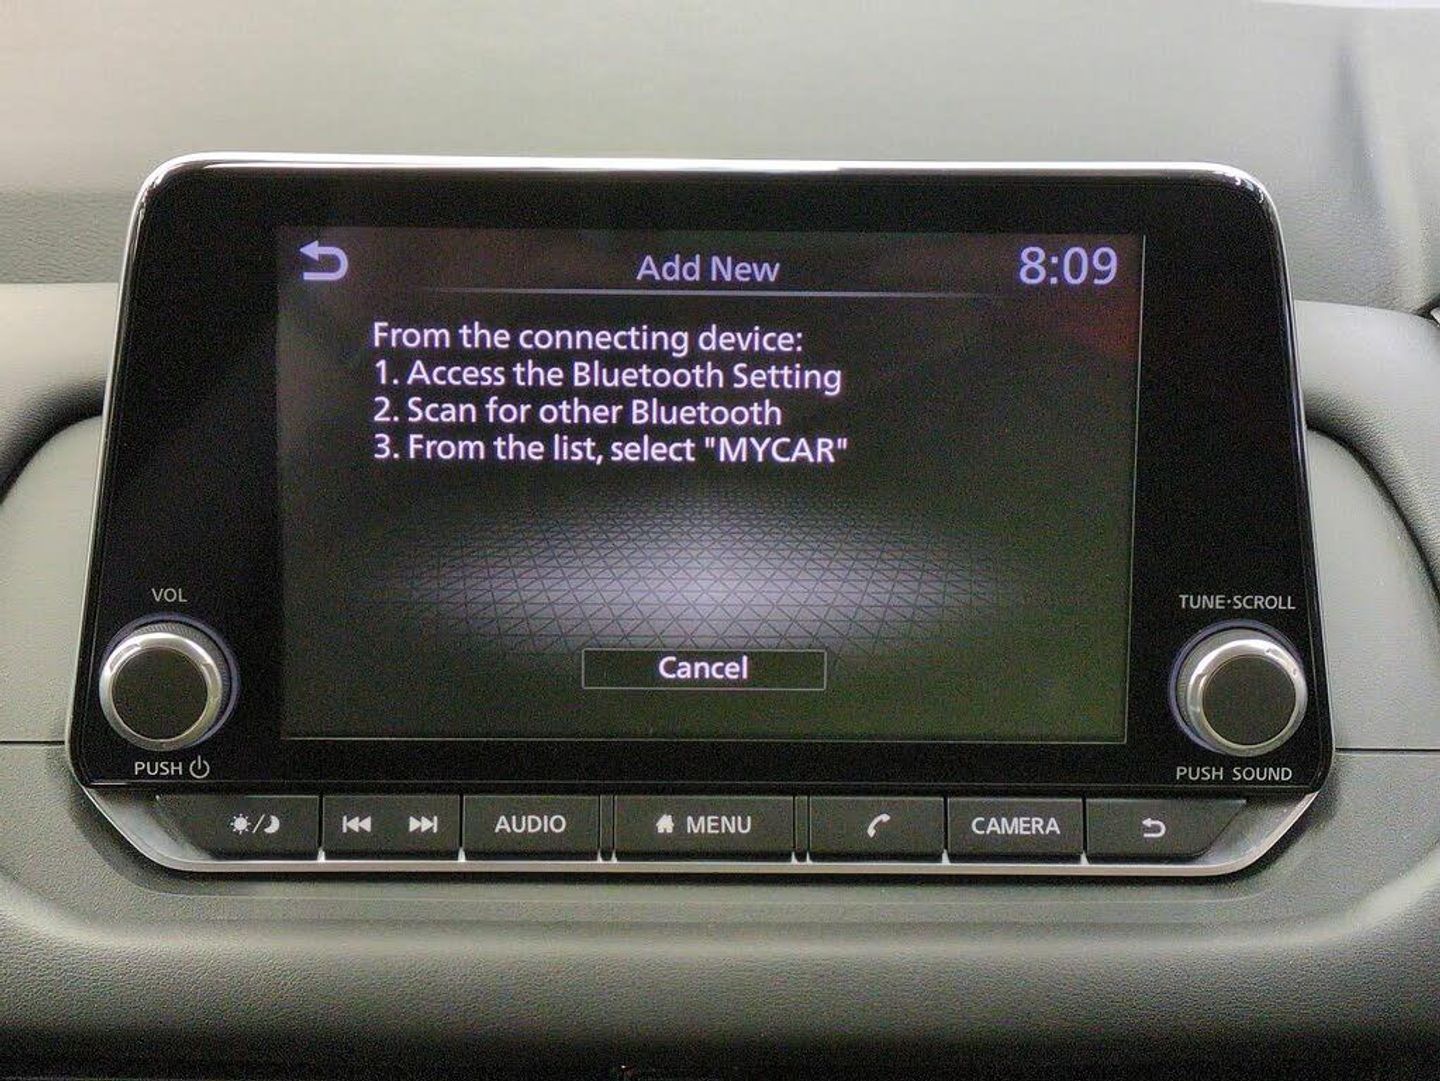 Add New
8:09
From the connecting device:
1. Access the Bluetooth Setting
2. Scan for other Bluetooth
3. From the list, select "MYCAR"
Cancel
VOL
PUSH
TUNE·SCROLL
PUSH SOUND
AUDIO
MENU
CAMERA